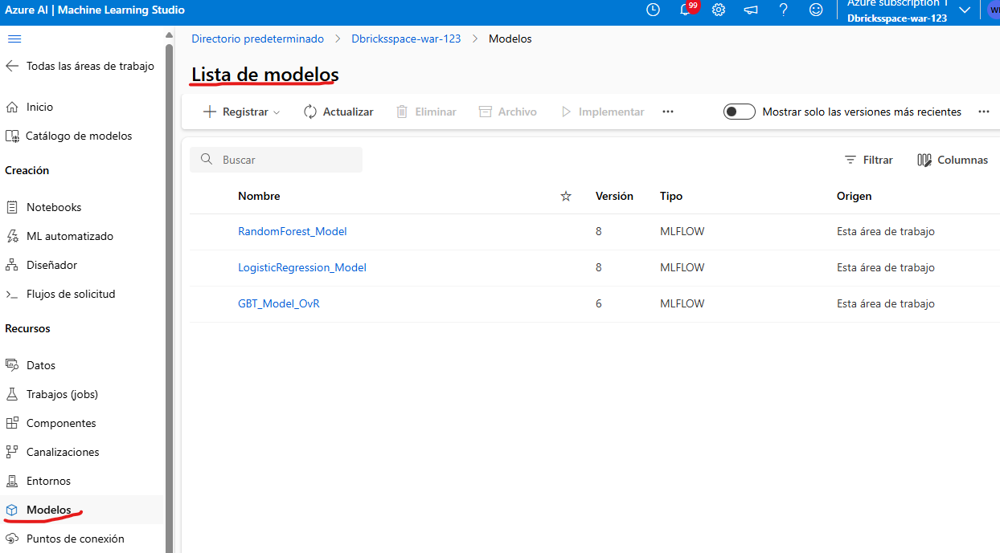 Azure AI | Machine Learning Studio
99
Azure subscription 1
Dbricksspace-war-123
Todas las áreas de trabajo
Inicio
Catálogo de modelos
Creación
Notebooks
ML automatizado
Diseñador
Flujos de solicitud
Recursos
Datos
Trabajos (jobs)
Componentes
Canalizaciones
Entornos
Modelos
Puntos de conexión
Directorio predeterminado > Dbricksspace-war-123 > Modelos
Lista de modelos
Registrar Actualizar Eliminar Archivo Implementar ... Mostrar solo las versiones más recientes ...
Buscar Filtrar Columnas
Nombre Versión Tipo Origen
RandomForest_Model 8 MLFLOW Esta área de trabajo
LogisticRegression_Model 8 MLFLOW Esta área de trabajo
GBT_Model_OvR 6 MLFLOW Esta área de trabajo